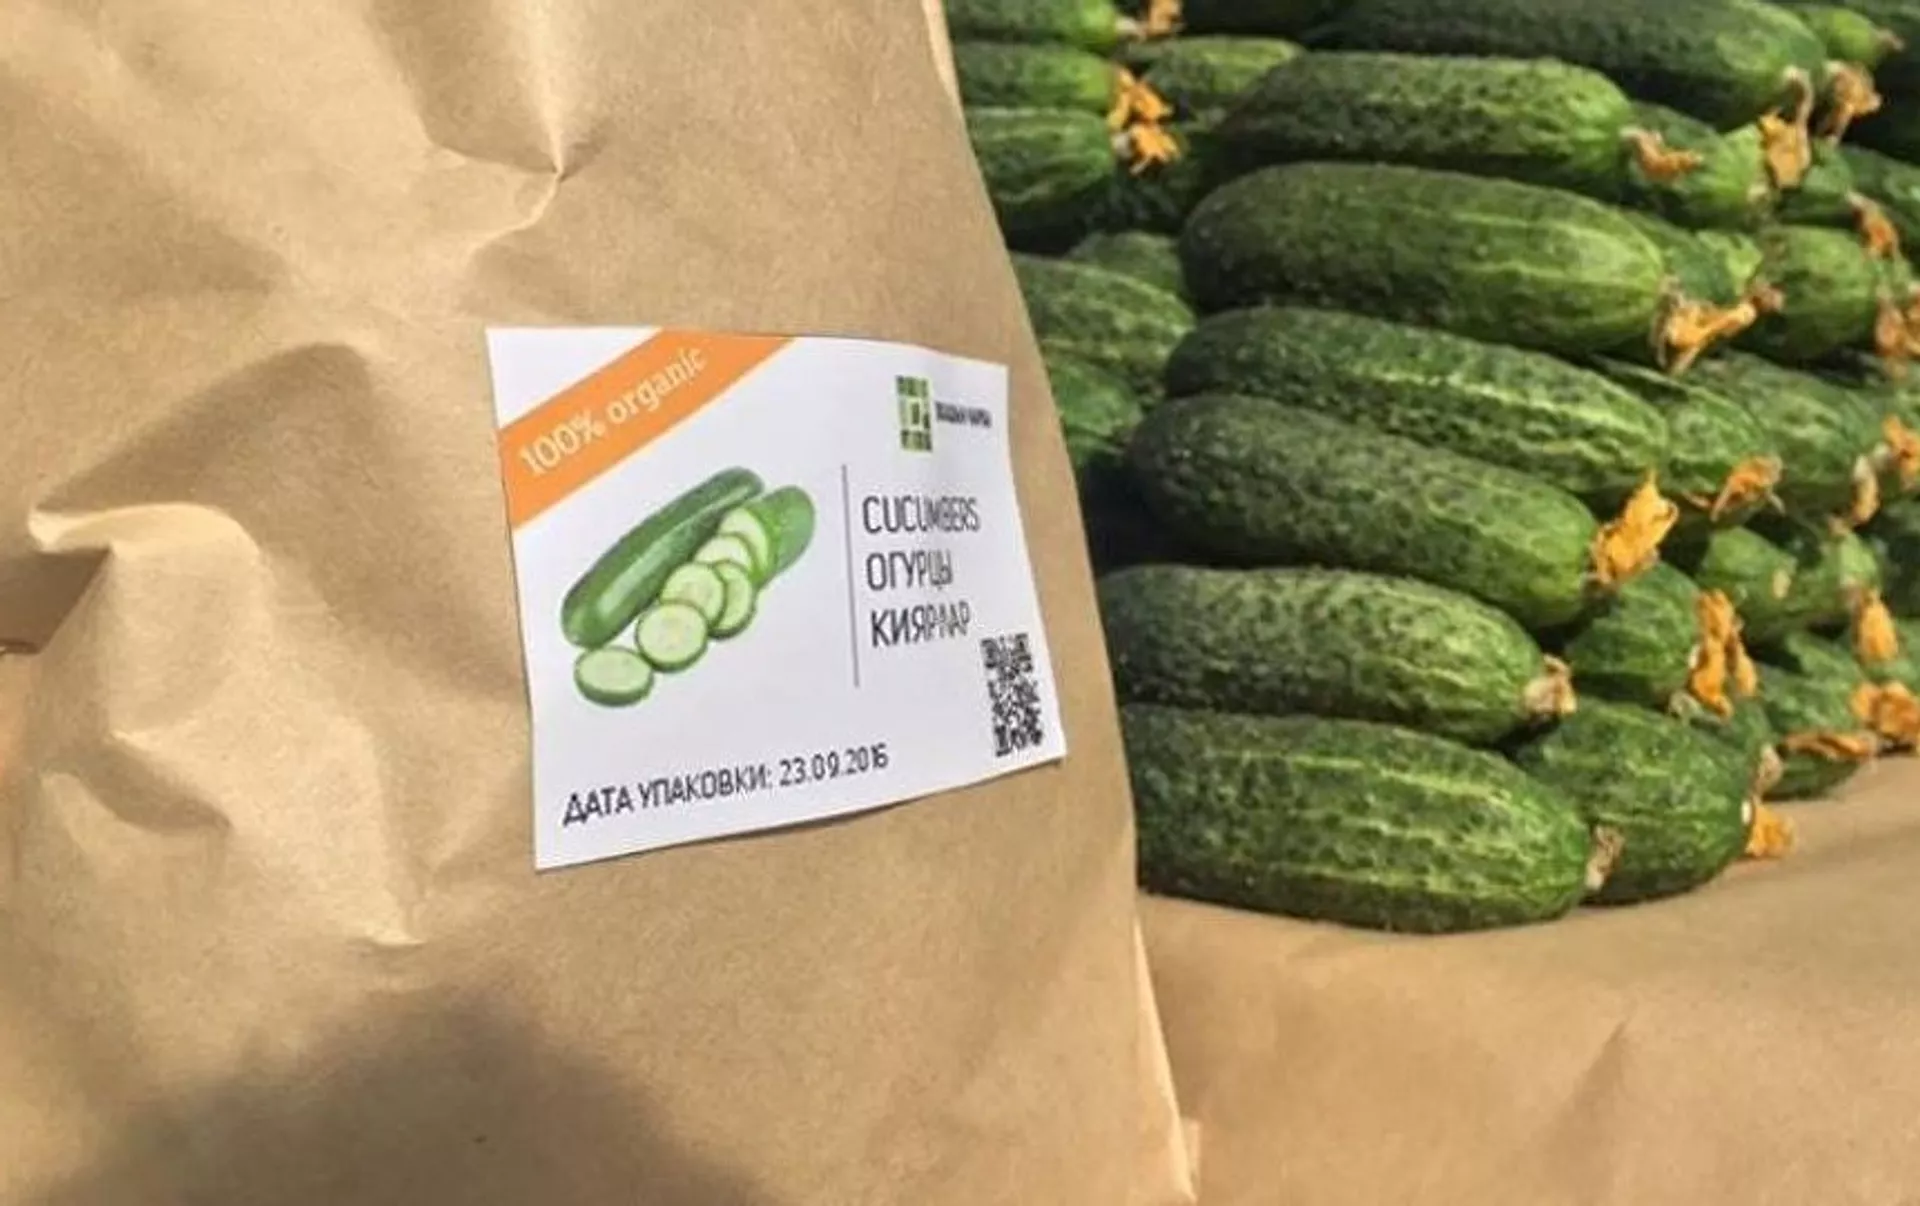 100% organic
CUCUMBERS
ОГУРЦЫ
КИЯРЛАР
ДАТА УПАКОВКИ: 23.09.2016